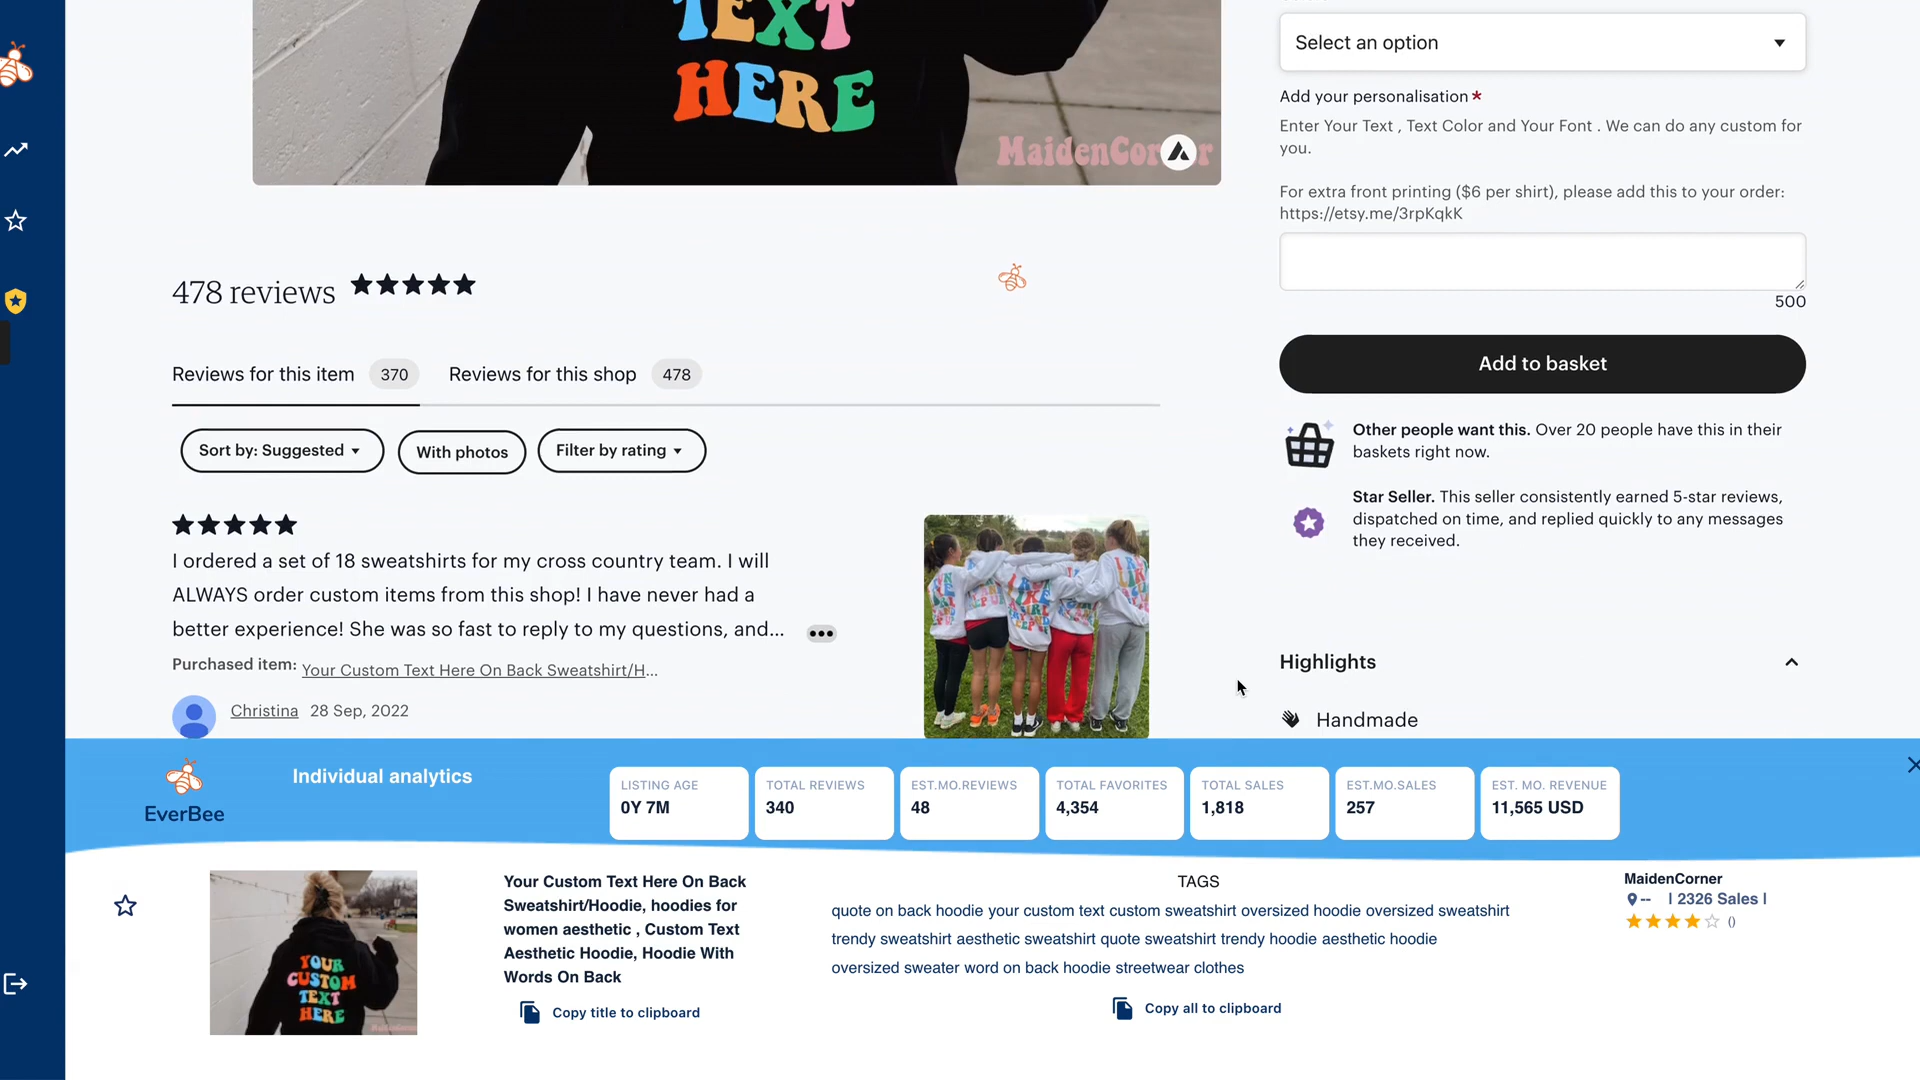 TEXT
HERE
MaidenCor
Select an option
Add your personalisation *
Enter Your Text , Text Color and Your Font . We can do any custom for
you.
For extra front printing ($6 per shirt), please add this to your order:
https://etsy.me/3rpKqkK
500
Add to basket
Other people want this. Over 20 people have this in their
baskets right now.
Star Seller. This seller consistently earned 5-star reviews,
dispatched on time, and replied quickly to any messages
they received.
Highlights
Handmade
478 reviews
Reviews for this item 370 Reviews for this shop 478
Sort by: Suggested With photos Filter by rating
I ordered a set of 18 sweatshirts for my cross country team. I will
ALWAYS order custom items from this shop! I have never had a
better experience! She was so fast to reply to my questions, and...
Purchased item: Your Custom Text Here On Back Sweatshirt/H...
Christina 28 Sep, 2022
EverBee
Individual analytics
LISTING AGE
0Y 7M
TOTAL REVIEWS
340
EST.MO.REVIEWS
48
TOTAL FAVORITES
4,354
TOTAL SALES
1,818
EST.MO.SALES
257
EST. MO. REVENUE
11,565 USD
YOUR
CUSTOM
TEXT
HERE
MaidenCorner
Your Custom Text Here On Back
Sweatshirt/Hoodie, hoodies for
women aesthetic , Custom Text
Aesthetic Hoodie, Hoodie With
Words On Back
Copy title to clipboard
TAGS
quote on back hoodie your custom text custom sweatshirt oversized hoodie oversized sweatshirt
trendy sweatshirt aesthetic sweatshirt quote sweatshirt trendy hoodie aesthetic hoodie
oversized sweater word on back hoodie streetwear clothes
Copy all to clipboard
MaidenCorner
-- | 2326 Sales |
()